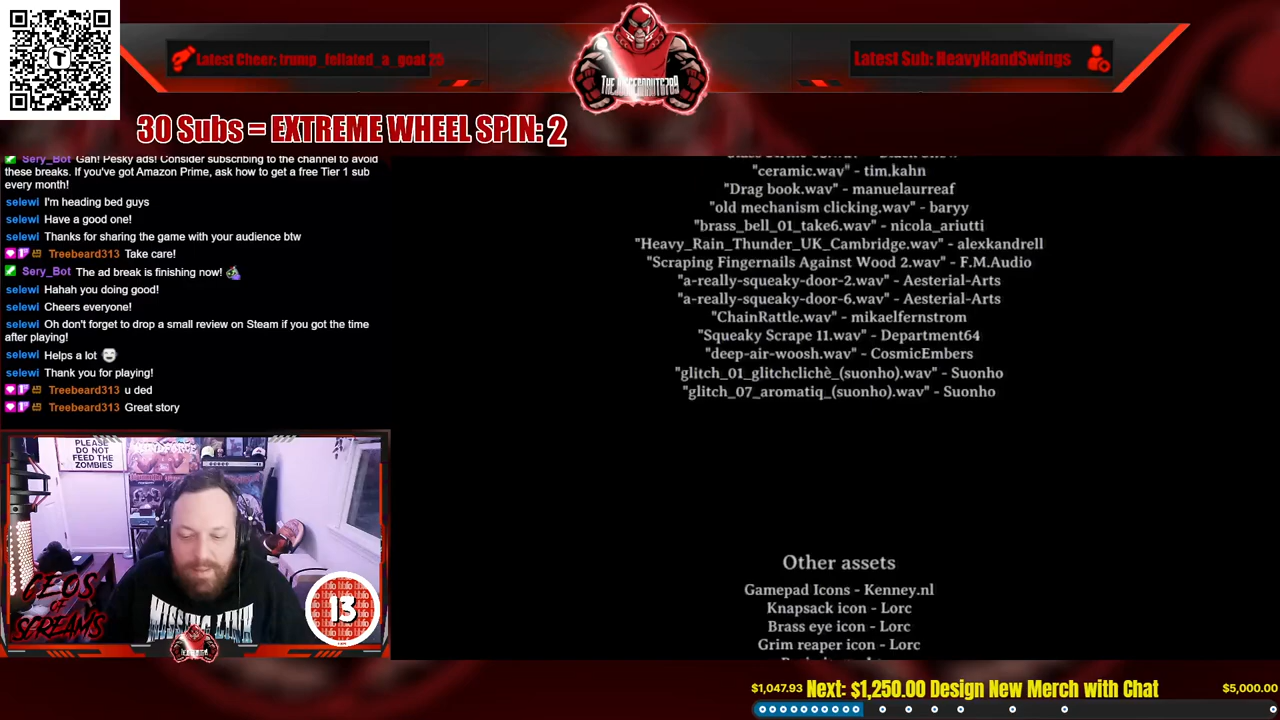 Latest Cheer: trump_feltated_a_goat 25
THEJUGGERNAUT6789
Latest Sub: HeavyHandSwings
30 Subs = EXTREME WHEEL SPIN: 2
Sery_Bot Gah! Pesky ads! Consider subscribing to the channel to avoid
these breaks. If you've got Amazon Prime, ask how to get a free Tier 1 sub
every month!
selewi I'm heading bed guys
selewi Have a good one!
selewi Thanks for sharing the game with your audience btw
Treebeard313 Take care!
Sery_Bot The ad break is finishing now!
selewi Hahah you doing good!
selewi Cheers everyone!
selewi Oh don't forget to drop a small review on Steam if you got the time
after playing!
selewi Helps a lot
selewi Thank you for playing!
Treebeard313 u ded
Treebeard313 Great story
"ceramic.wav" - tim.kahn
"Drag book.wav" - manuelaurreaf
"old mechanism clicking.wav" - baryy
"brass_bell_01_take6.wav" - nicola_ariutti
"Heavy_Rain_Thunder_UK_Cambridge.wav" - alexkandrell
"Scraping Fingernails Against Wood 2.wav" - F.M.Audio
"a-really-squeaky-door-2.wav" - Aesterial-Arts
"a-really-squeaky-door-6.wav" - Aesterial-Arts
"ChainRattle.wav" - mikaelfernstrom
"Squeaky Scrape 11.wav" - Department64
"deep-air-woosh.wav" - CosmicEmbers
"glitch_01_glitchclichè_(suonho).wav" - Suonho
"glitch_07_aromatiq_(suonho).wav" - Suonho
Other assets
Gamepad Icons - Kenney.nl
Knapsack icon - Lorc
Brass eye icon - Lorc
Grim reaper icon - Lorc
PLEASE
DO NOT
FEED THE
ZOMBIES
GEOS
OF
SCREAMS
MISSING LINK
13
$1,047.93 Next: $1,250.00 Design New Merch with Chat $5,000.00